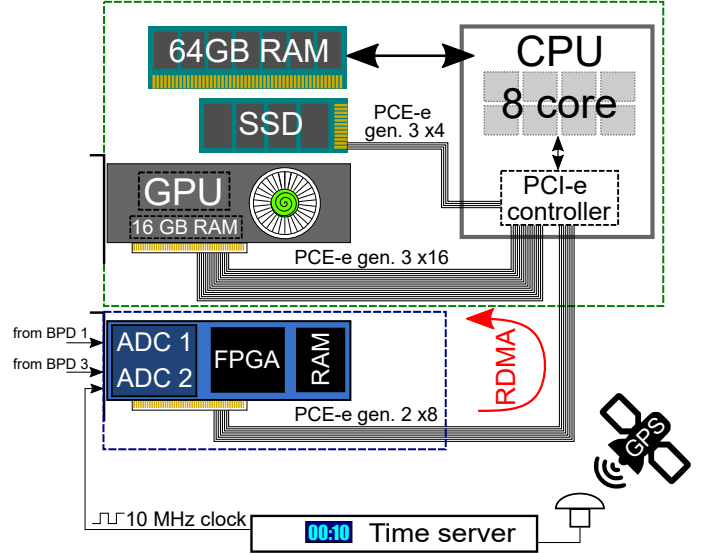 64GB RAM
CPU
8 core
SSD
PCE-e
gen. 3 x4
PCI-e
controller
GPU
16 GB RAM
PCE-e gen. 3 x16
from BPD 1
from BPD 3
ADC 1
ADC 2
FPGA
RAM
RDMA
PCE-e gen. 2 x8
GPS
10 MHz clock
00:10
Time server